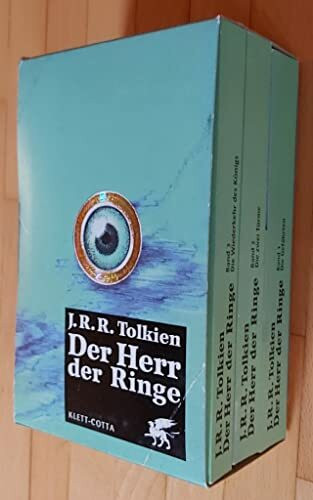 J.R.R. Tolkien
Der Herr
der Ringe
KLETT-COTTA
J.R.R. Tolkien
Der Herr der Ringe
Band 3
Die Wiederkehr des Königs
J.R.R. Tolkien
Der Herr der Ringe
Band 2
Die zwei Türme
J.R.R. Tolkien
Der Herr der Ringe
Band 1
Die Gefährten